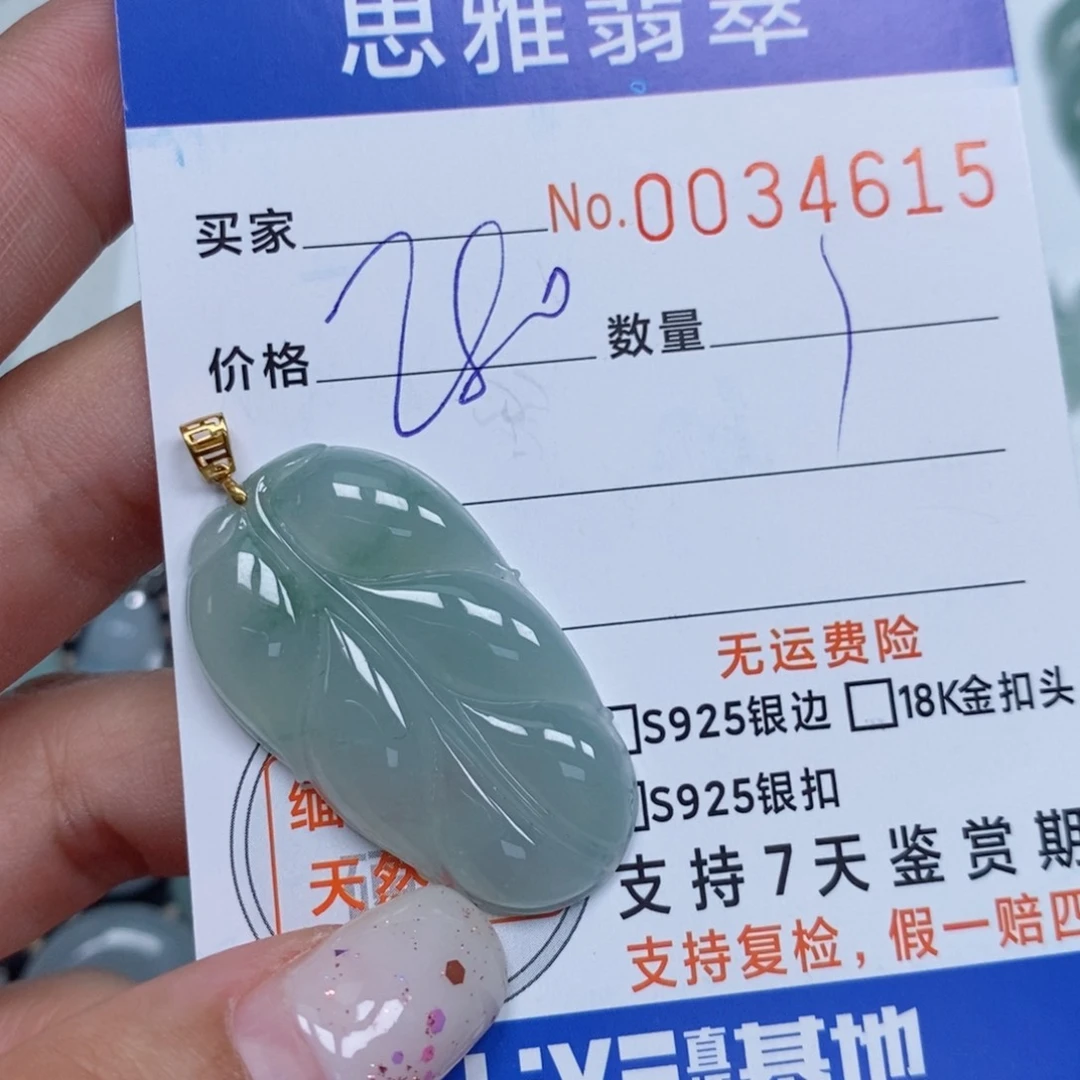 思雅翡翠
买家 No.0034615
价格 280 数量 1
无运费险
S925银边 18K金扣头
S925银扣
缅
天然
支持7天鉴赏期
支持复检，假一赔四
基地